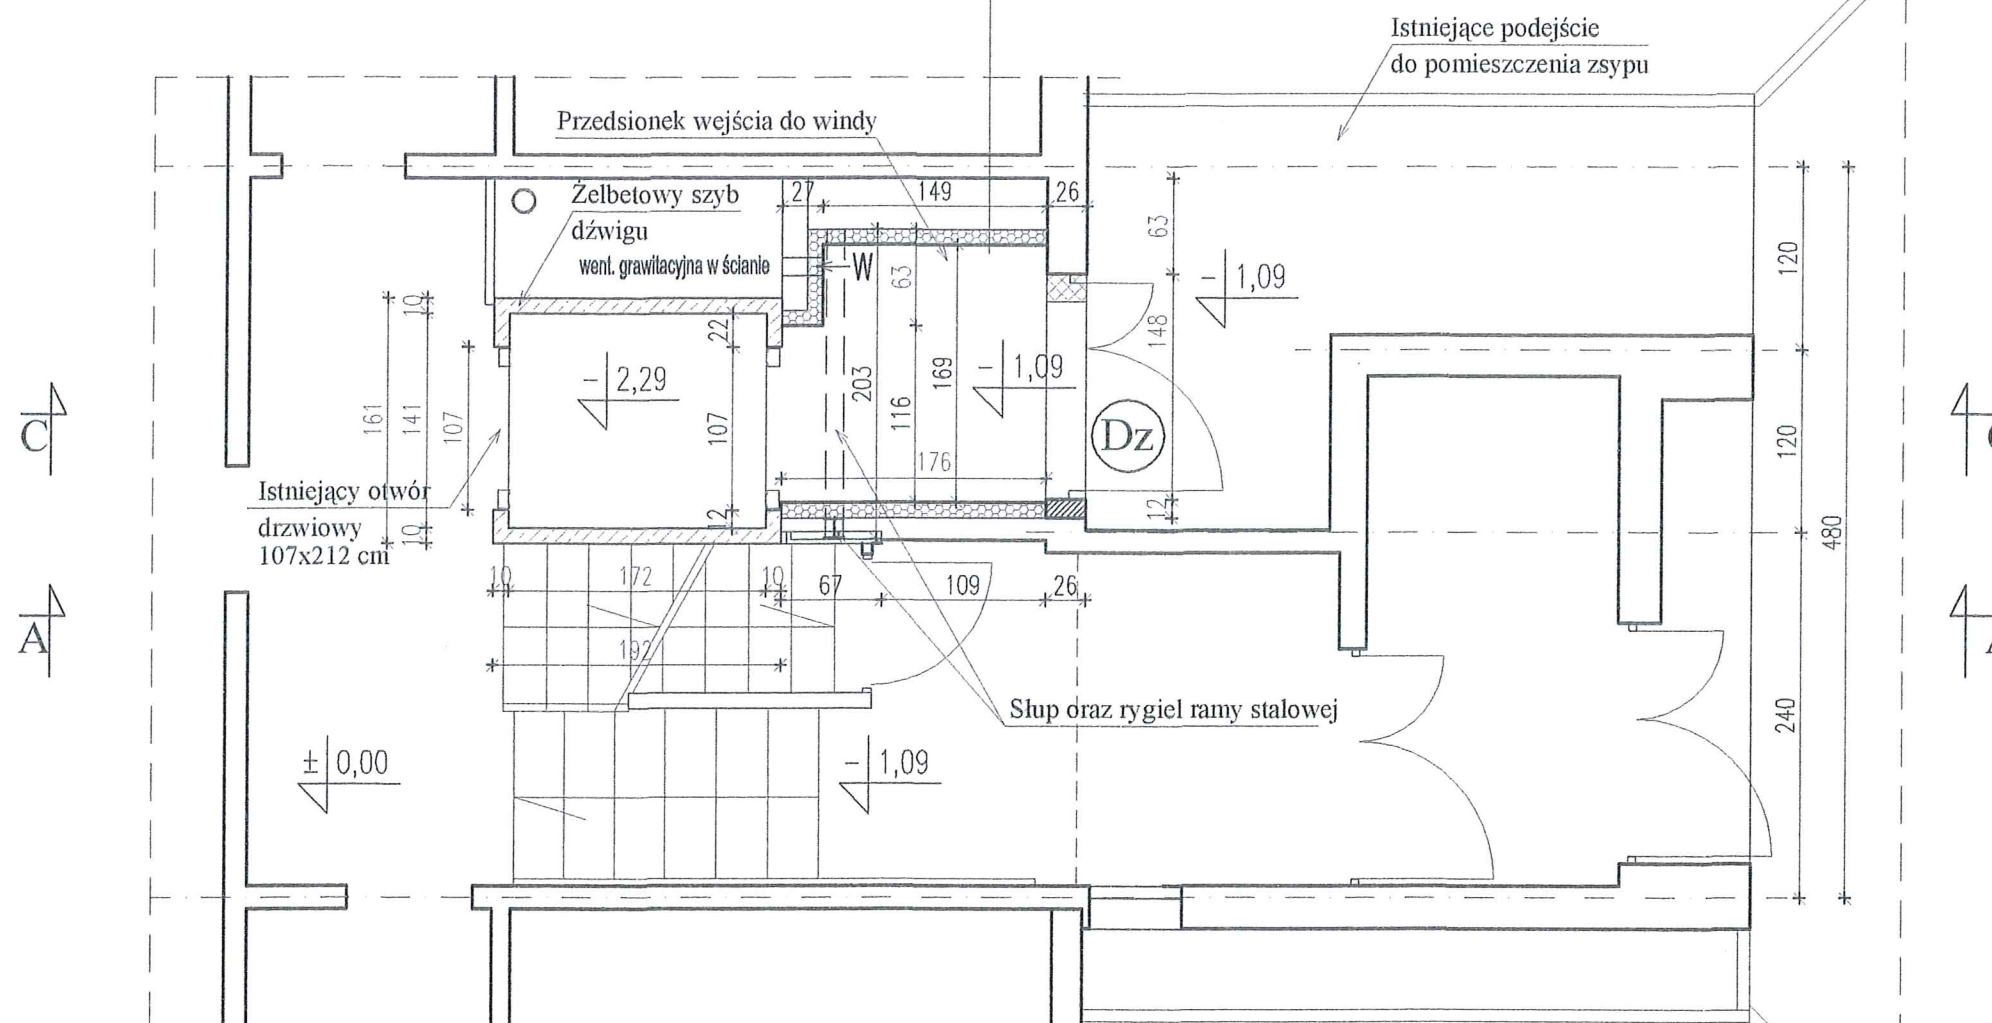 Istniejące podejście
do pomieszczenia zsypu
Przedsionek wejścia do windy
Żelbetowy szyb
dźwigu
went. grawitacyjna w ścianie
W
27
149
26
63
148
12
- 1,09
120
120
240
480
10
161
141
107
10
22
107
12
- 2,29
63
203
116
169
176
- 1,09
Dz
C
A
Istniejący otwór
drzwiowy
107x212 cm
10
172
10
67
109
26
192
Słup oraz rygiel ramy stalowej
± 0,00
- 1,09